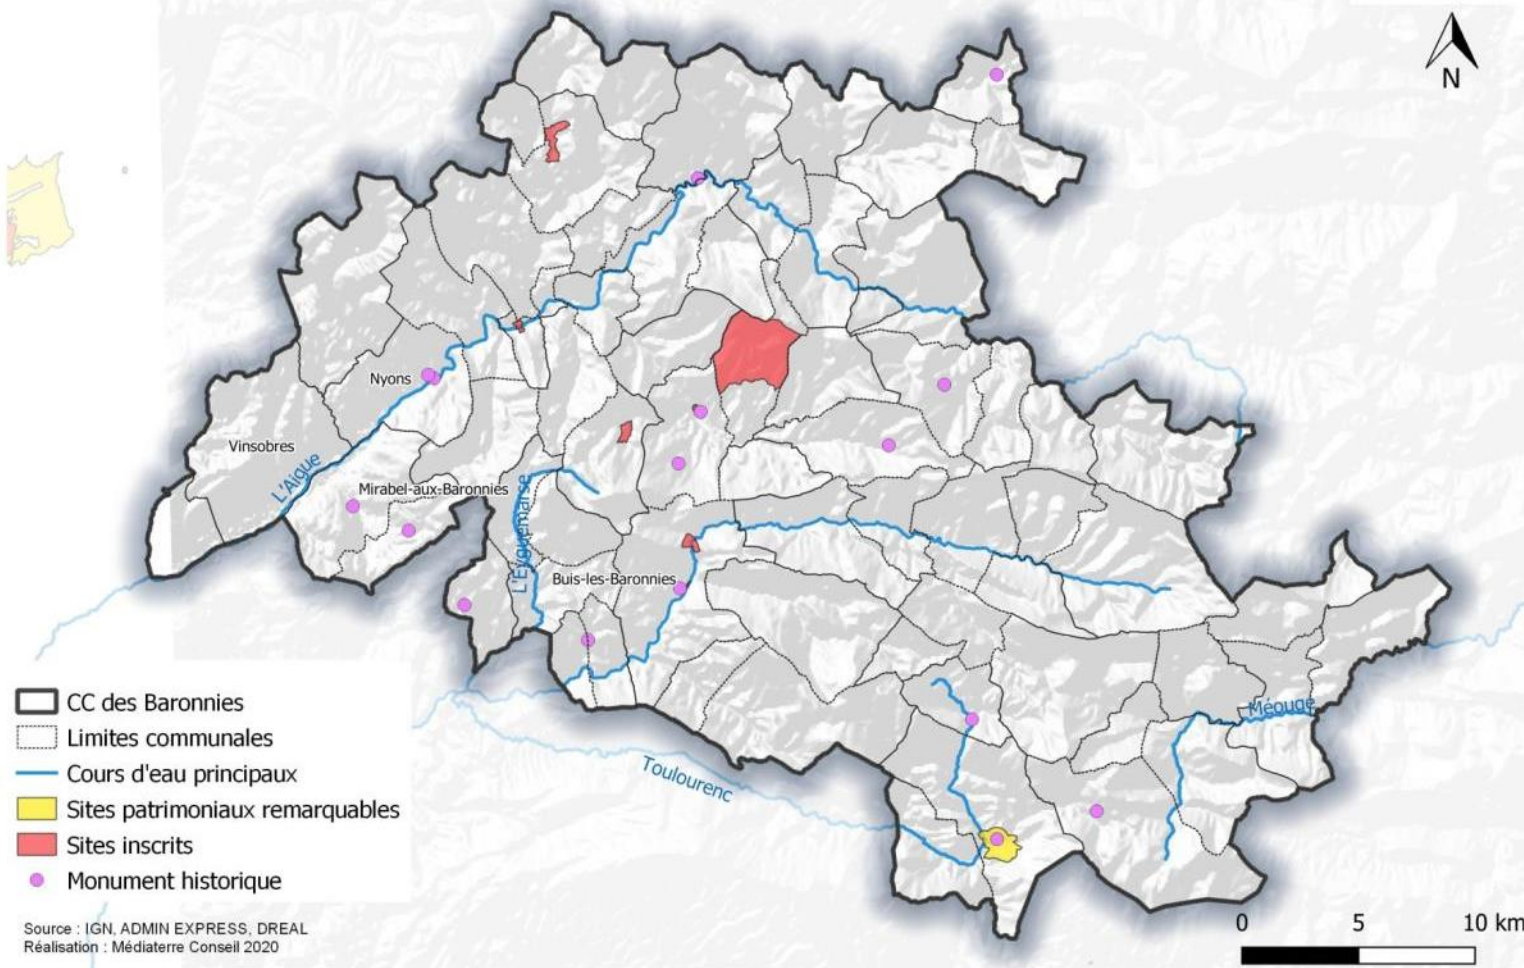 N
Nyons
Vinsobres
L'Aigue
Mirabel-aux-Baronnies
L'Eyguemarse
Buis-les-Baronnies
CC des Baronnies
Limites communales
Cours d'eau principaux
Sites patrimoniaux remarquables
Sites inscrits
Monument historique
Méouge
Toulourenc
Source : IGN, ADMIN EXPRESS, DREAL
Réalisation : Médiaterre Conseil 2020
0 5 10 km